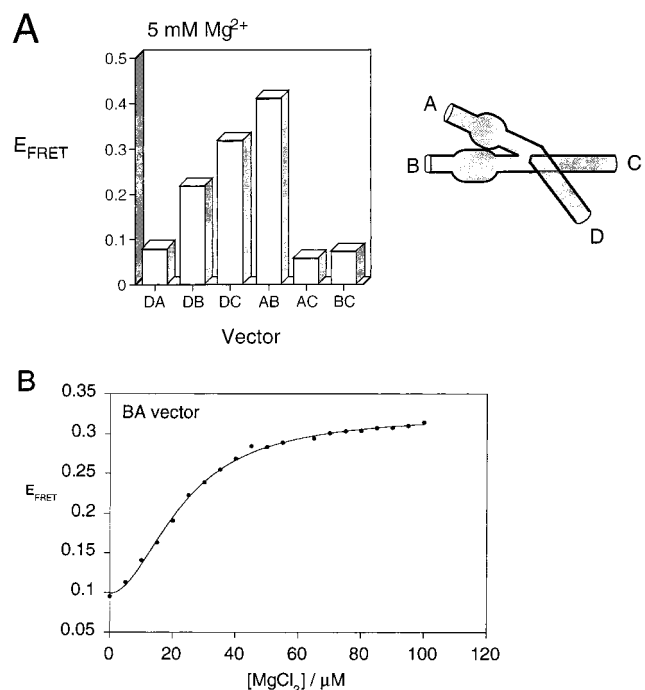 A
5 mM Mg2+
0.5
0.4
0.3
0.2
0.1
0
EFRET
DA DB DC AB AC BC
Vector
A
B
C
D
B
BA vector
0.35
0.3
0.25
0.2
0.15
0.1
0.05
EFRET
0 20 40 60 80 100 120
[MgCl2] / μM